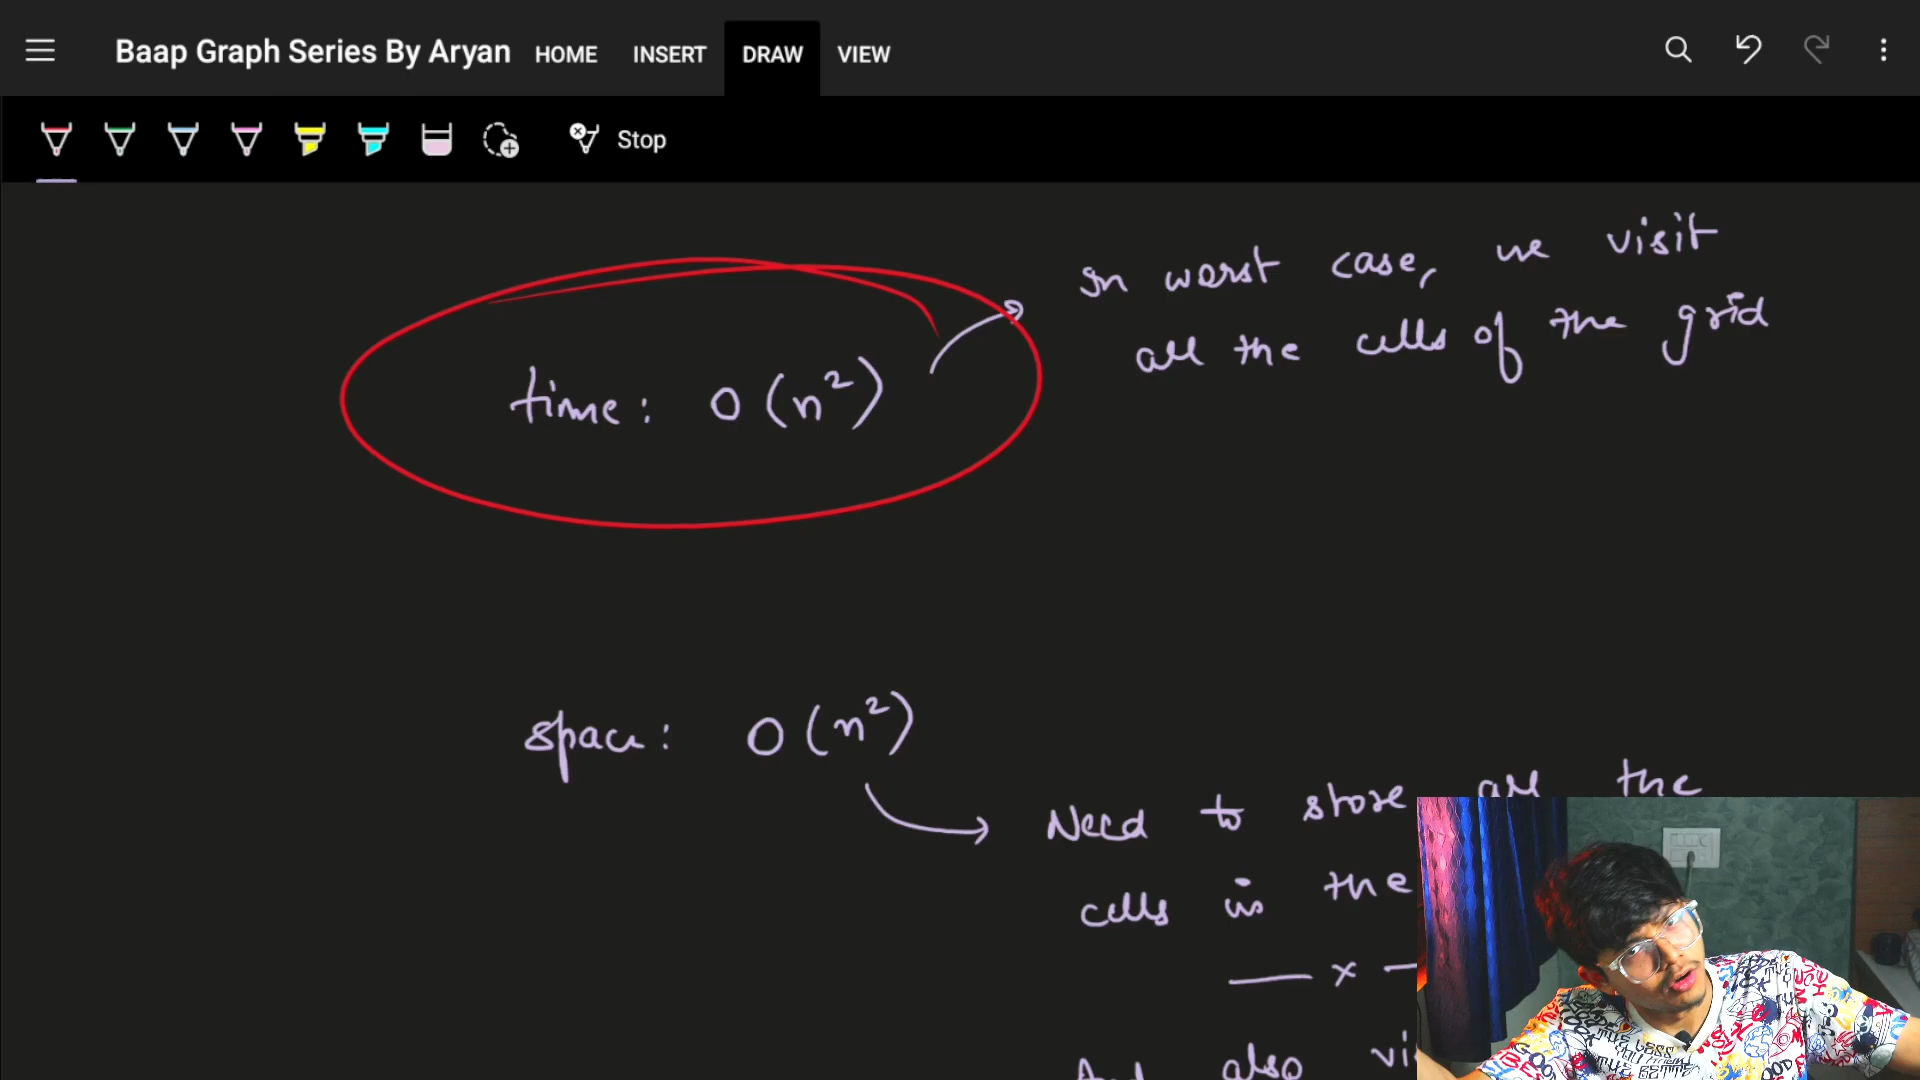 Baap Graph Series By Aryan HOME INSERT DRAW VIEW
Stop
In worst case, we visit
all the cells of the grid
time: O(n²)
space: O(n²)
Need to store all the
cells in the
— x —
And also